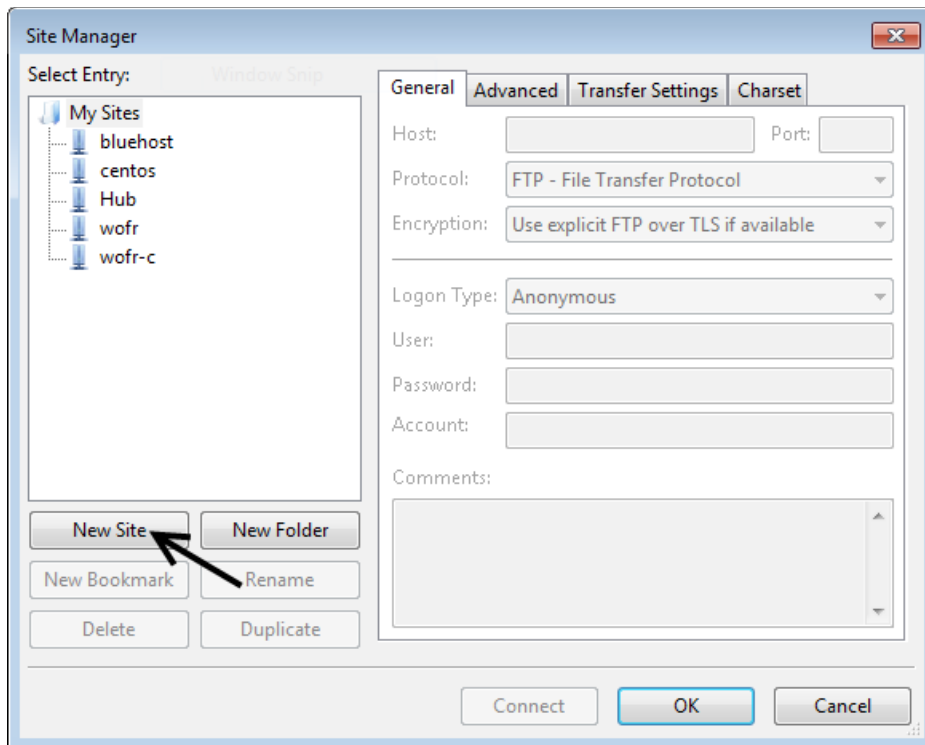 Site Manager
Select Entry:
Window Snip
My Sites
bluehost
centos
Hub
wofr
wofr-c
New Site
New Folder
New Bookmark
Rename
Delete
Duplicate
General
Advanced
Transfer Settings
Charset
Host:
Port:
Protocol:
FTP - File Transfer Protocol
Encryption:
Use explicit FTP over TLS if available
Logon Type:
Anonymous
User:
Password:
Account:
Comments:
Connect
OK
Cancel